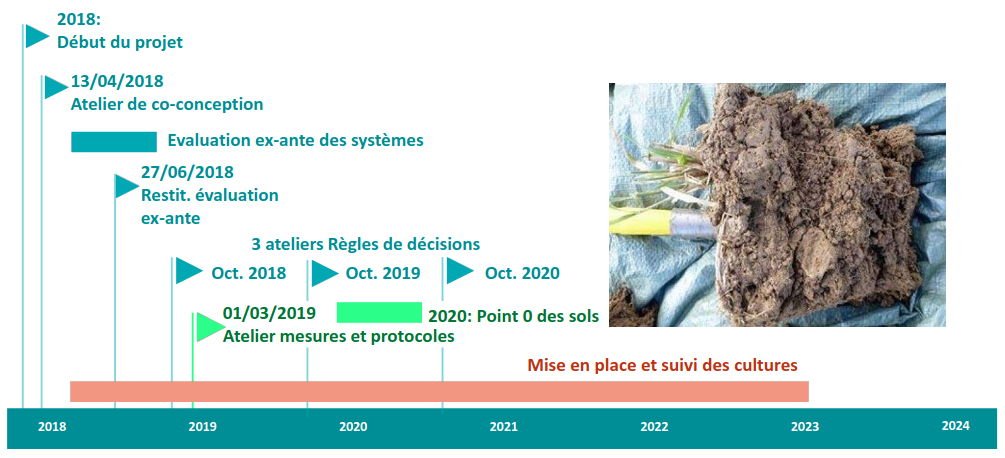 2018:
Début du projet
13/04/2018
Atelier de co-conception
Evaluation ex-ante des systèmes
27/06/2018
Restit. évaluation
ex-ante
3 ateliers Règles de décisions
Oct. 2018
Oct. 2019
Oct. 2020
01/03/2019
Atelier mesures et protocoles
2020: Point 0 des sols
Mise en place et suivi des cultures
2018 2019 2020 2021 2022 2023 2024